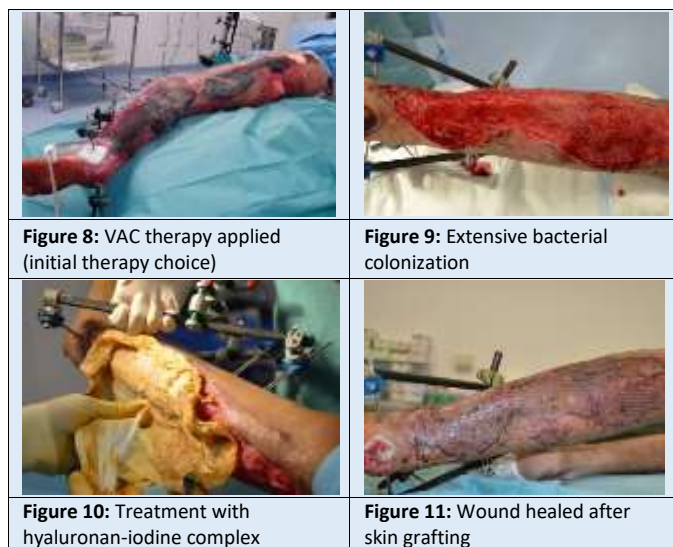 Figure 8: VAC therapy applied
(initial therapy choice)
Figure 9: Extensive bacterial
colonization
Figure 10: Treatment with
hyaluronan-iodine complex
Figure 11: Wound healed after
skin grafting